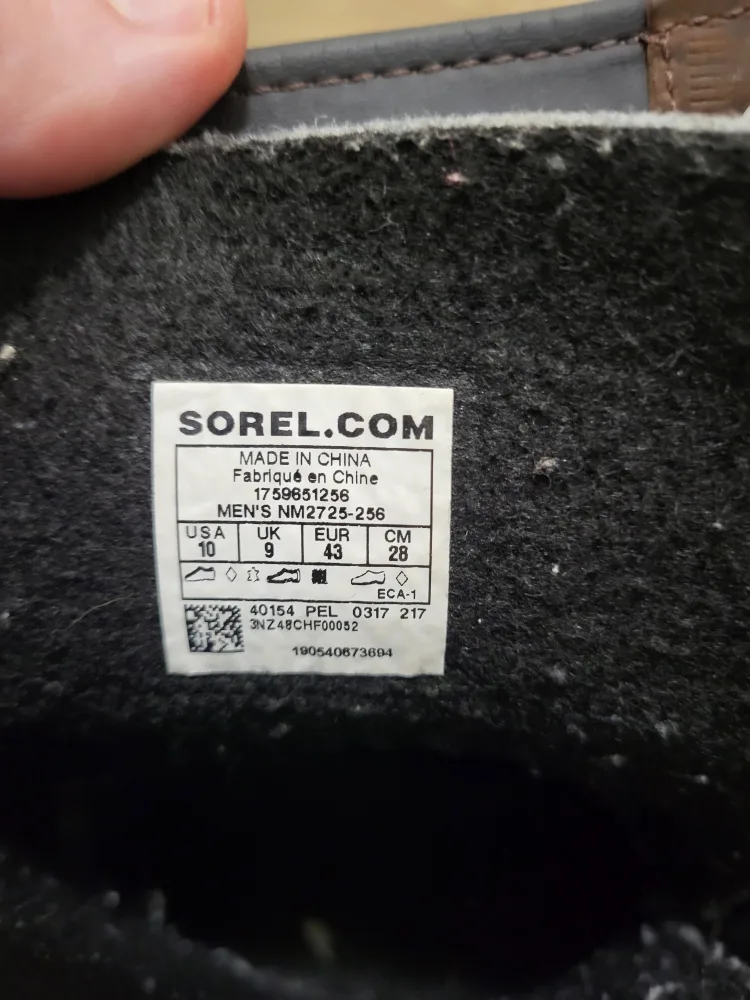 SOREL.COM
MADE IN CHINA
Fabriqué en Chine
1759651256
MEN'S NM2725-256
USA UK EUR CM
10 9 43 28
ECA-1
40154 PEL 0317 217
3NZ48CHF00052
190540673694